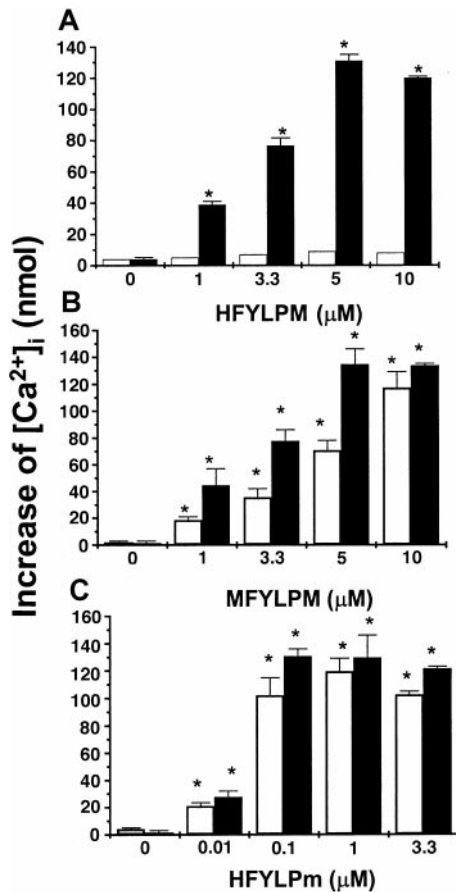 A
140
120
100
80
60
40
20
0
* * * *
0 1 3.3 5 10
HFYLPM (μM)
B
160
140
120
100
80
60
40
20
0
* * * * * * * *
0 1 3.3 5 10
MFYLPM (μM)
C
160
140
120
100
80
60
40
20
0
* * * * * * * *
0 0.01 0.1 1 3.3
HFYLPm (μM)
Increase of [Ca²⁺]ᵢ (nmol)